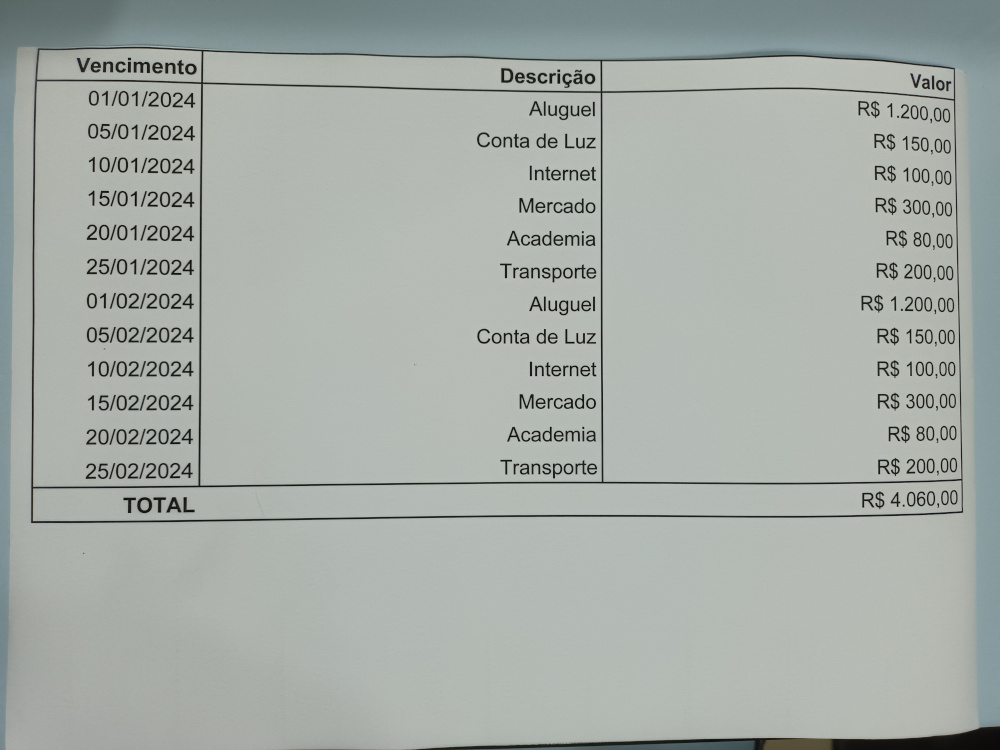 Vencimento Descrição Valor
01/01/2024 Aluguel R$ 1.200,00
05/01/2024 Conta de Luz R$ 150,00
10/01/2024 Internet R$ 100,00
15/01/2024 Mercado R$ 300,00
20/01/2024 Academia R$ 80,00
25/01/2024 Transporte R$ 200,00
01/02/2024 Aluguel R$ 1.200,00
05/02/2024 Conta de Luz R$ 150,00
10/02/2024 Internet R$ 100,00
15/02/2024 Mercado R$ 300,00
20/02/2024 Academia R$ 80,00
25/02/2024 Transporte R$ 200,00
TOTAL R$ 4.060,00